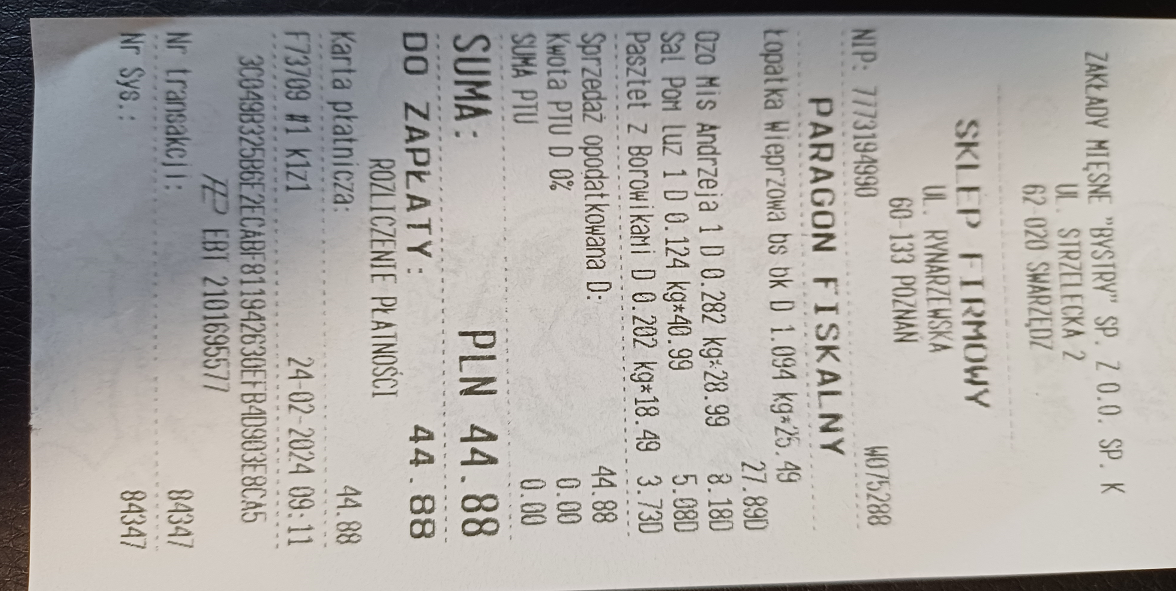 ZAKŁADY MIĘSNE "BYSTRY" SP. Z O.O. SP. K
UL. STRZELECKA 2
62-020 SWARZĘDZ
SKLEP FIRMOWY
UL. RYNARZEWSKA
60-133 POZNAŃ
NIP: 7773194990 W075288
PARAGON FISKALNY
Łopatka Wieprzowa bs bk D 1.094 kg*25.49
27.89D
Ozo Mis Andrzeja 1 D 0.282 kg*28.99 8.18D
Sal Pom luz 1 D 0.124 kg*40.99 5.08D
Pasztet z Borowikami D 0.202 kg*18.49 3.73D
Sprzedaż opodatkowana D: 44.88
Kwota PTU D 0% 0.00
SUMA PTU 0.00
SUMA: PLN 44.88
DO ZAPŁATY: 44.88
ROZLICZENIE PŁATNOŚCI
Karta płatnicza: 44.88
F73709 #1 k1z1 24-02-2024 09:11
3C049B325B6E2ECABF8194263DEFB4D9D3E8CA5
EBT 2101695577
Nr transakcji: 84347
Nr Sys.: 84347